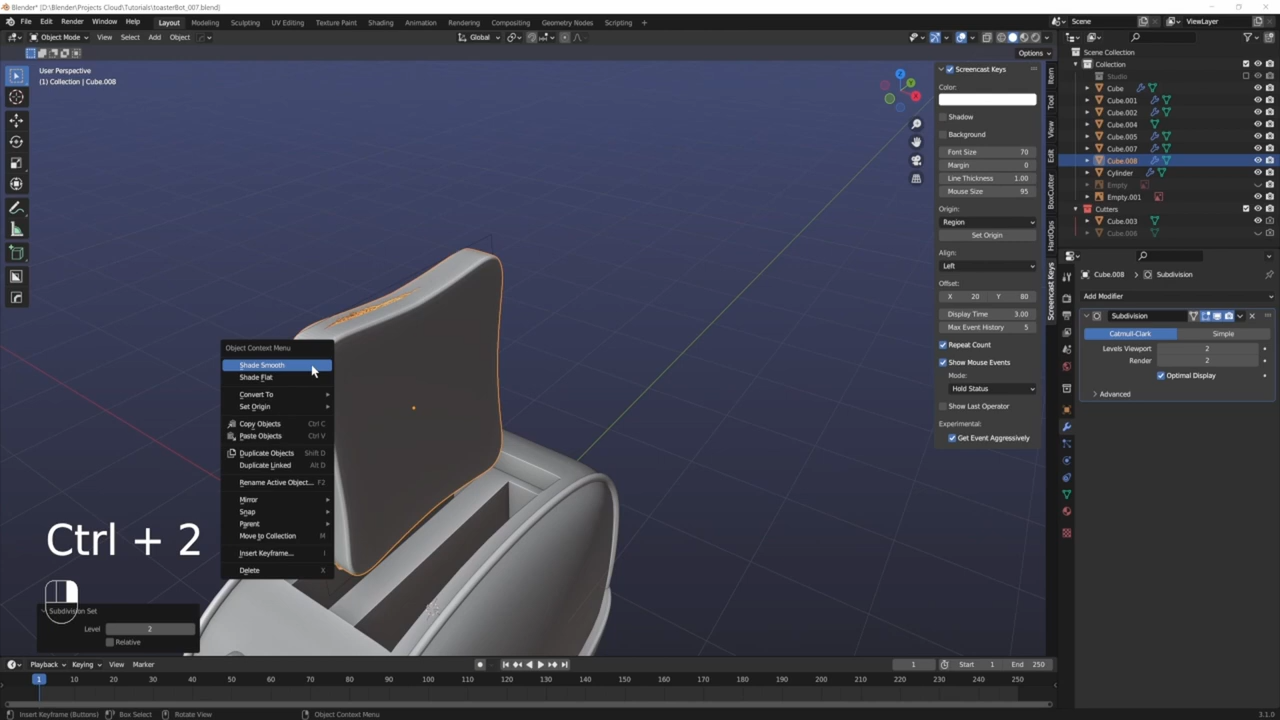 Blender* [D:\Blender\Projects Cloud\Tutorials\toasterBot_007.blend]
File Edit Render Window Help Layout Modeling Sculpting UV Editing Texture Paint Shading Animation Rendering Compositing Geometry Nodes Scripting + Scene ViewLayer
Object Mode View Select Add Object Global
Options
User Perspective
(1) Collection | Cube.008
Screencast Keys
Color:
Shadow
Background
Font Size 70
Margin 0
Line Thickness 1.00
Mouse Size 95
Origin:
Region
Set Origin
Align:
Left
Offset:
X 20 Y 80
Display Time 3.00
Max Event History 5
Repeat Count
Show Mouse Events
Mode:
Hold Status
Show Last Operator
Experimental:
Get Event Aggressively
Item
Tool
View
Edit
BoxCutter
HardOps
Screencast Keys
Scene Collection
Collection
Studio
Cube
Cube.001
Cube.002
Cube.004
Cube.005
Cube.007
Cube.008
Cylinder
Empty
Empty.001
Cutters
Cube.003
Cube.006
Cube.008 > Subdivision
Add Modifier
Subdivision
Catmull-Clark Simple
Levels Viewport 2
Render 2
Optimal Display
Advanced
Object Context Menu
Shade Smooth
Shade Flat
Convert To
Set Origin
Copy Objects Ctrl C
Paste Objects Ctrl V
Duplicate Objects Shift D
Duplicate Linked Alt D
Rename Active Object... F2
Mirror
Snap
Parent
Move to Collection M
Insert Keyframe... I
Delete X
Ctrl + 2
Subdivision Set
Level 2
Relative
Playback Keying View Marker 1 Start 1 End 250
1 10 20 30 40 50 60 70 80 90 100 110 120 130 140 150 160 170 180 190 200 210 220 230 240 250
Insert Keyframe (Buttons) Box Select Rotate View Object Context Menu 3.1.0